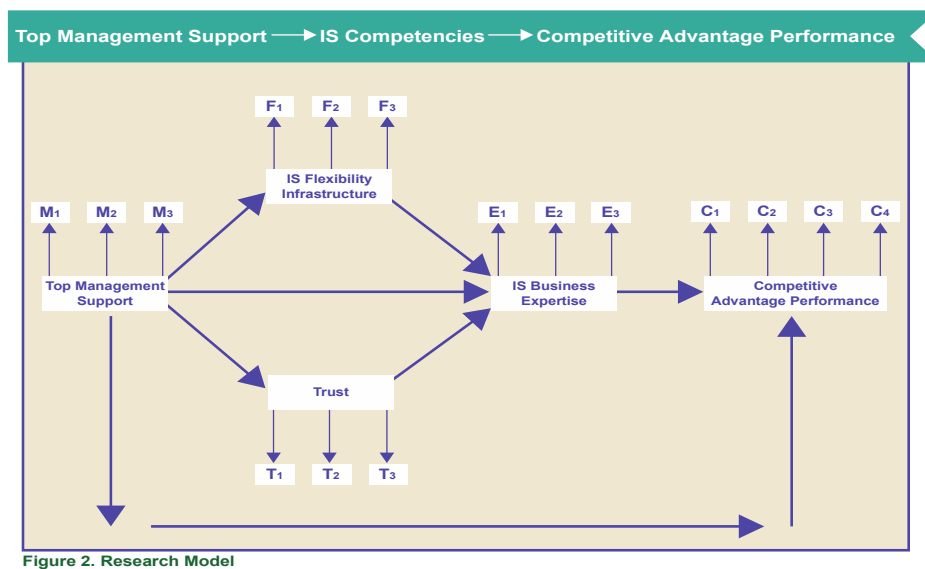 Top Management Support → IS Competencies → Competitive Advantage Performance
F1 F2 F3
IS Flexibility
Infrastructure
M1 M2 M3
E1 E2 E3
C1 C2 C3 C4
Top Management
Support
IS Business
Expertise
Competitive
Advantage Performance
Trust
T1 T2 T3
Figure 2. Research Model